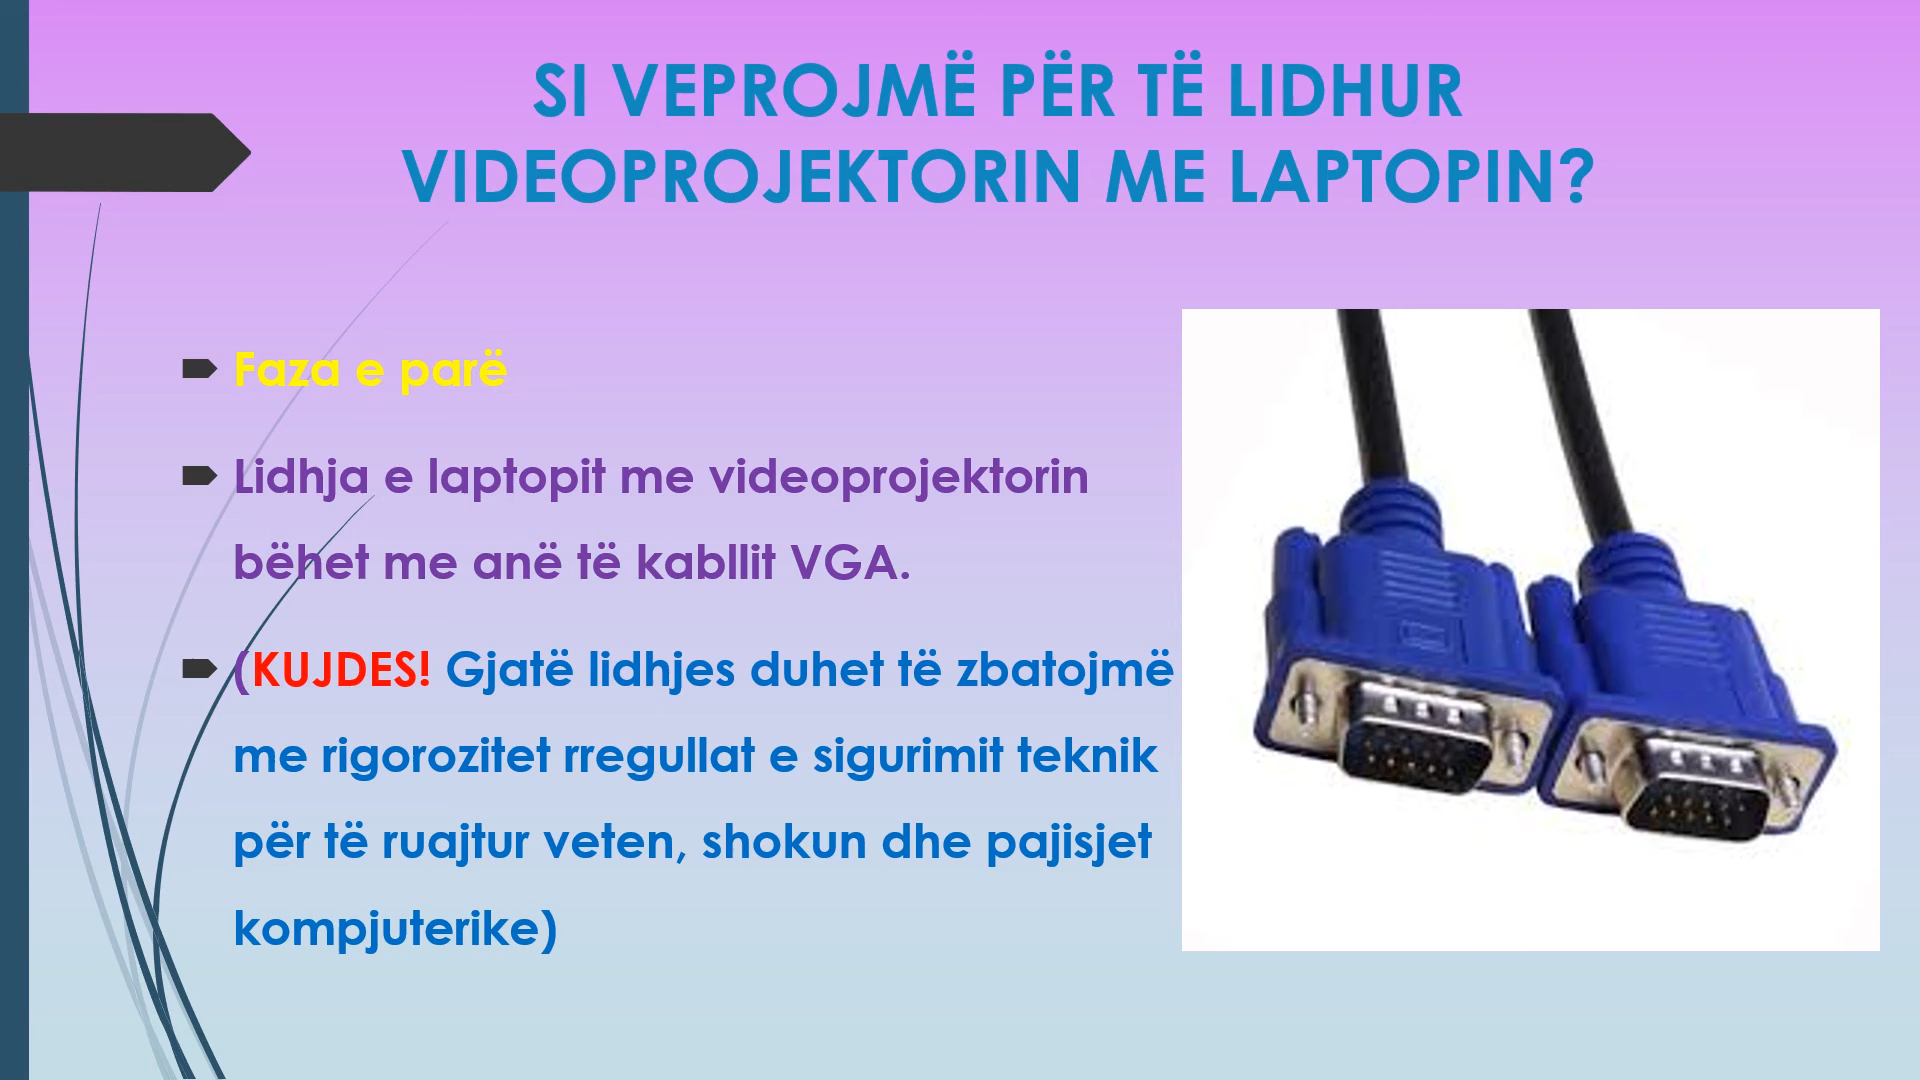 SI VEPROJMË PËR TË LIDHUR
VIDEOPROJEKTORIN ME LAPTOPIN?
Faza e parë
Lidhja e laptopit me videoprojektorin
bëhet me anë të kabllit VGA.
(KUJDES! Gjatë lidhjes duhet të zbatojmë
me rigorozitet rregullat e sigurimit teknik
për të ruajtur veten, shokun dhe pajisjet
kompjuterike)